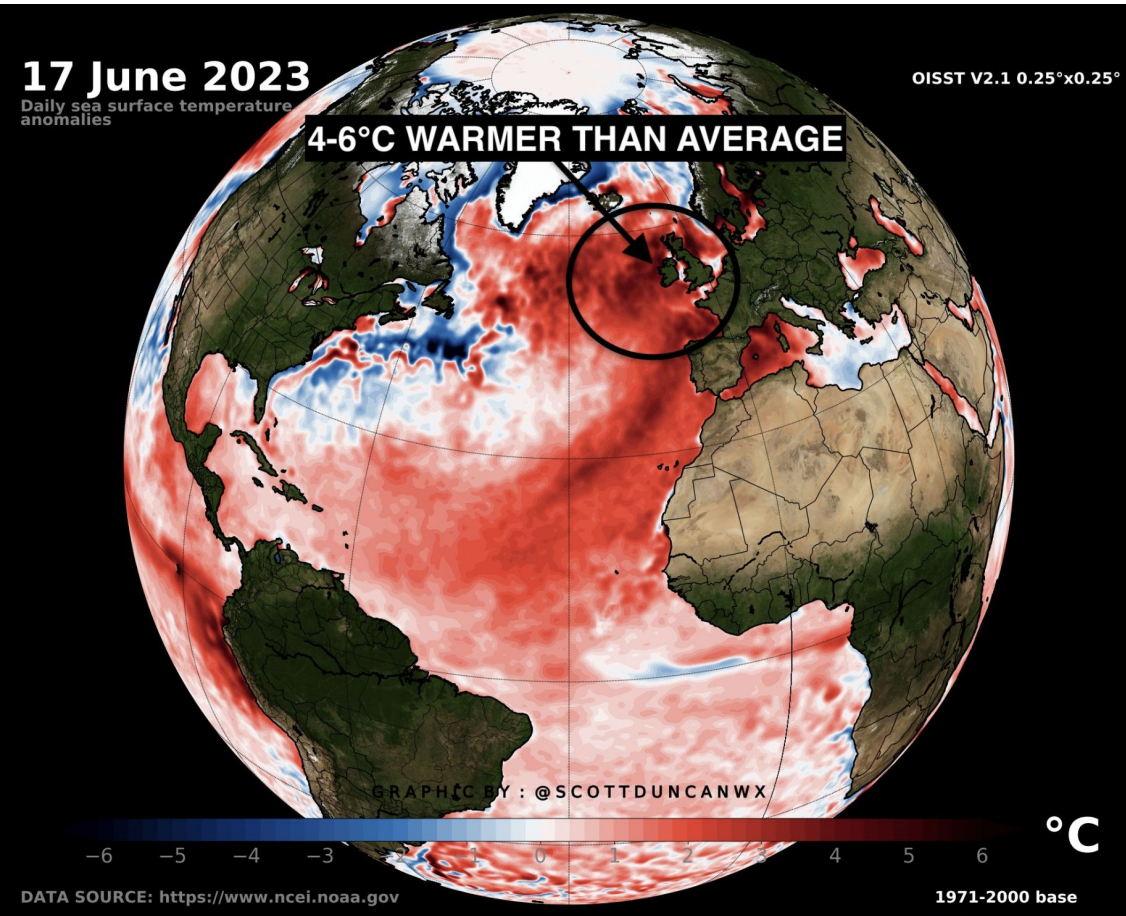 17 June 2023
Daily sea surface temperature
anomalies
OISST V2.1 0.25°x0.25°
4-6°C WARMER THAN AVERAGE
GRAPHIC BY : @SCOTTDUNCANWX
°C
−6 −5 −4 −3 −2 −1 0 1 2 3 4 5 6
DATA SOURCE: https://www.ncei.noaa.gov
1971-2000 base